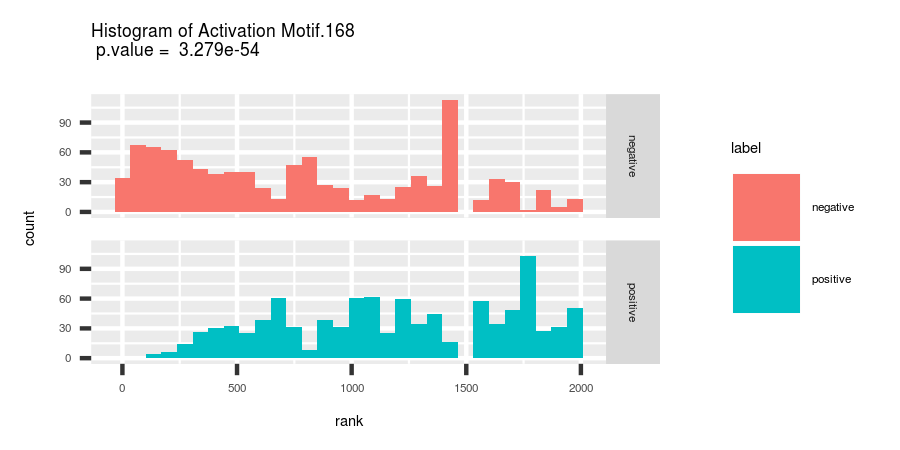 Histogram of Activation Motif.168
p.value = 3.279e-54
count
90
60
30
0
negative
90
60
30
0
positive
0 500 1000 1500 2000
rank
label
negative
positive